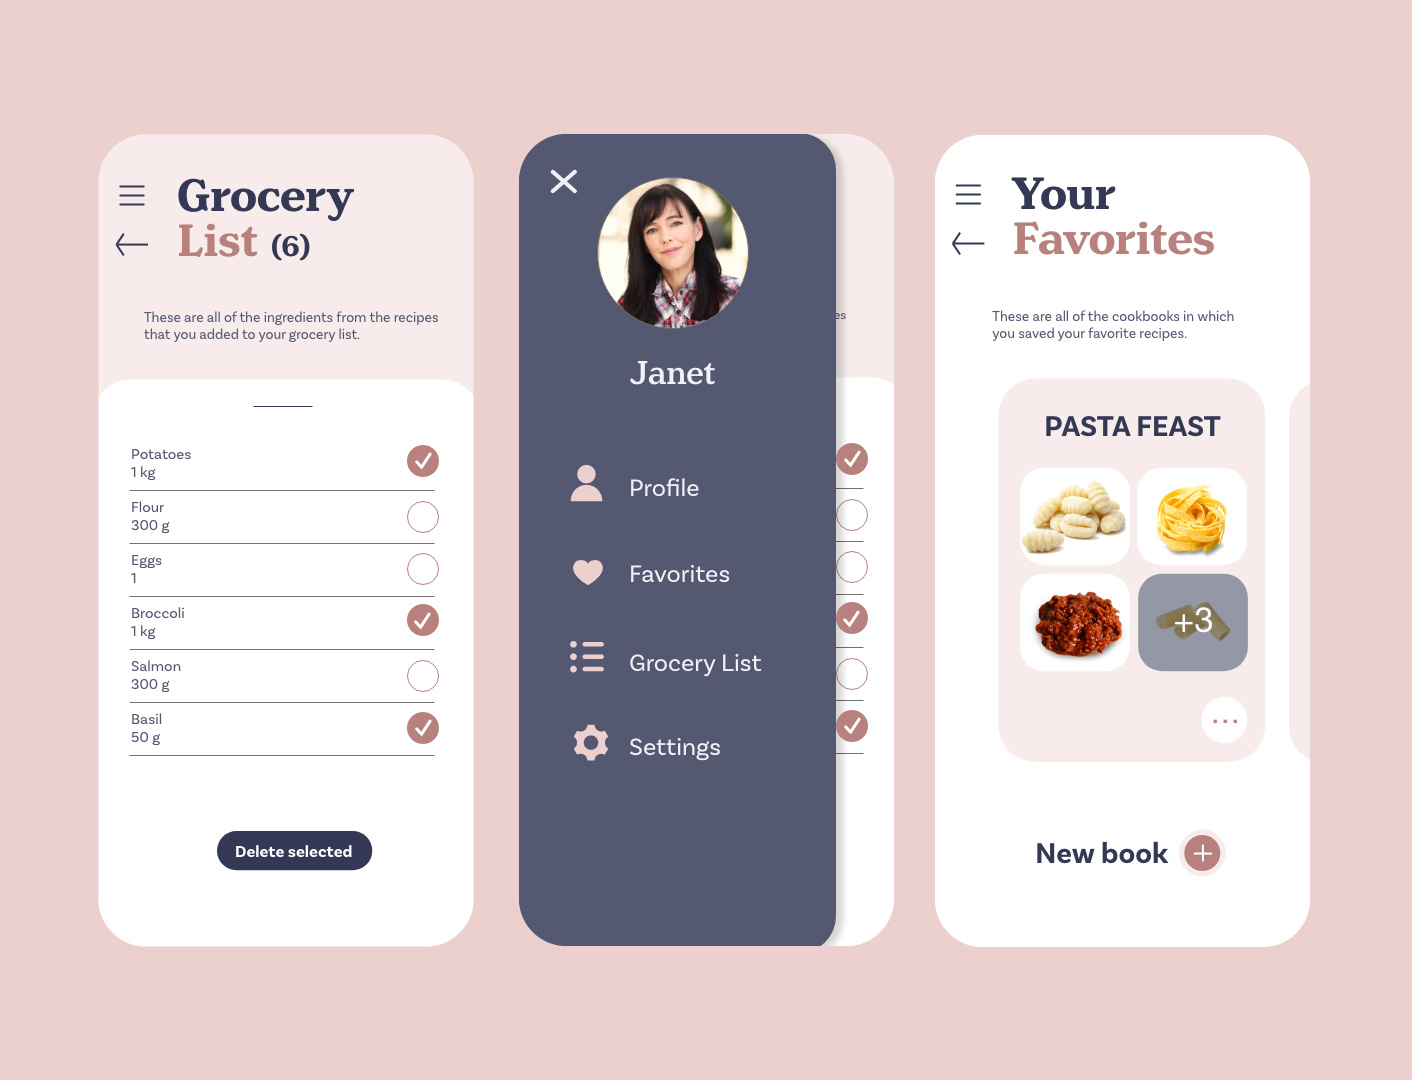 Grocery
List (6)
These are all of the ingredients from the recipes
that you added to your grocery list.
Potatoes
1 kg
Flour
300 g
Eggs
1
Broccoli
1 kg
Salmon
300 g
Basil
50 g
Delete selected
Janet
Profile
Favorites
Grocery List
Settings
es
Your
Favorites
These are all of the cookbooks in which
you saved your favorite recipes.
PASTA FEAST
+3
...
New book